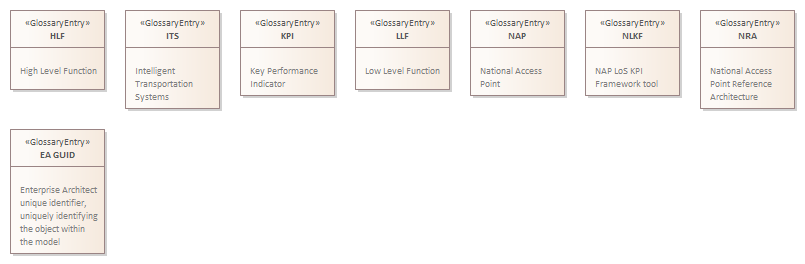 «GlossaryEntry»
HLF
High Level Function
«GlossaryEntry»
ITS
Intelligent
Transportation
Systems
«GlossaryEntry»
KPI
Key Performance
Indicator
«GlossaryEntry»
LLF
Low Level Function
«GlossaryEntry»
NAP
National Access
Point
«GlossaryEntry»
NLKF
NAP LoS KPI
Framework tool
«GlossaryEntry»
NRA
National Access
Point Reference
Architecture
«GlossaryEntry»
EA GUID
Enterprise Architect
unique identifier,
uniquely identifying
the object within
the model